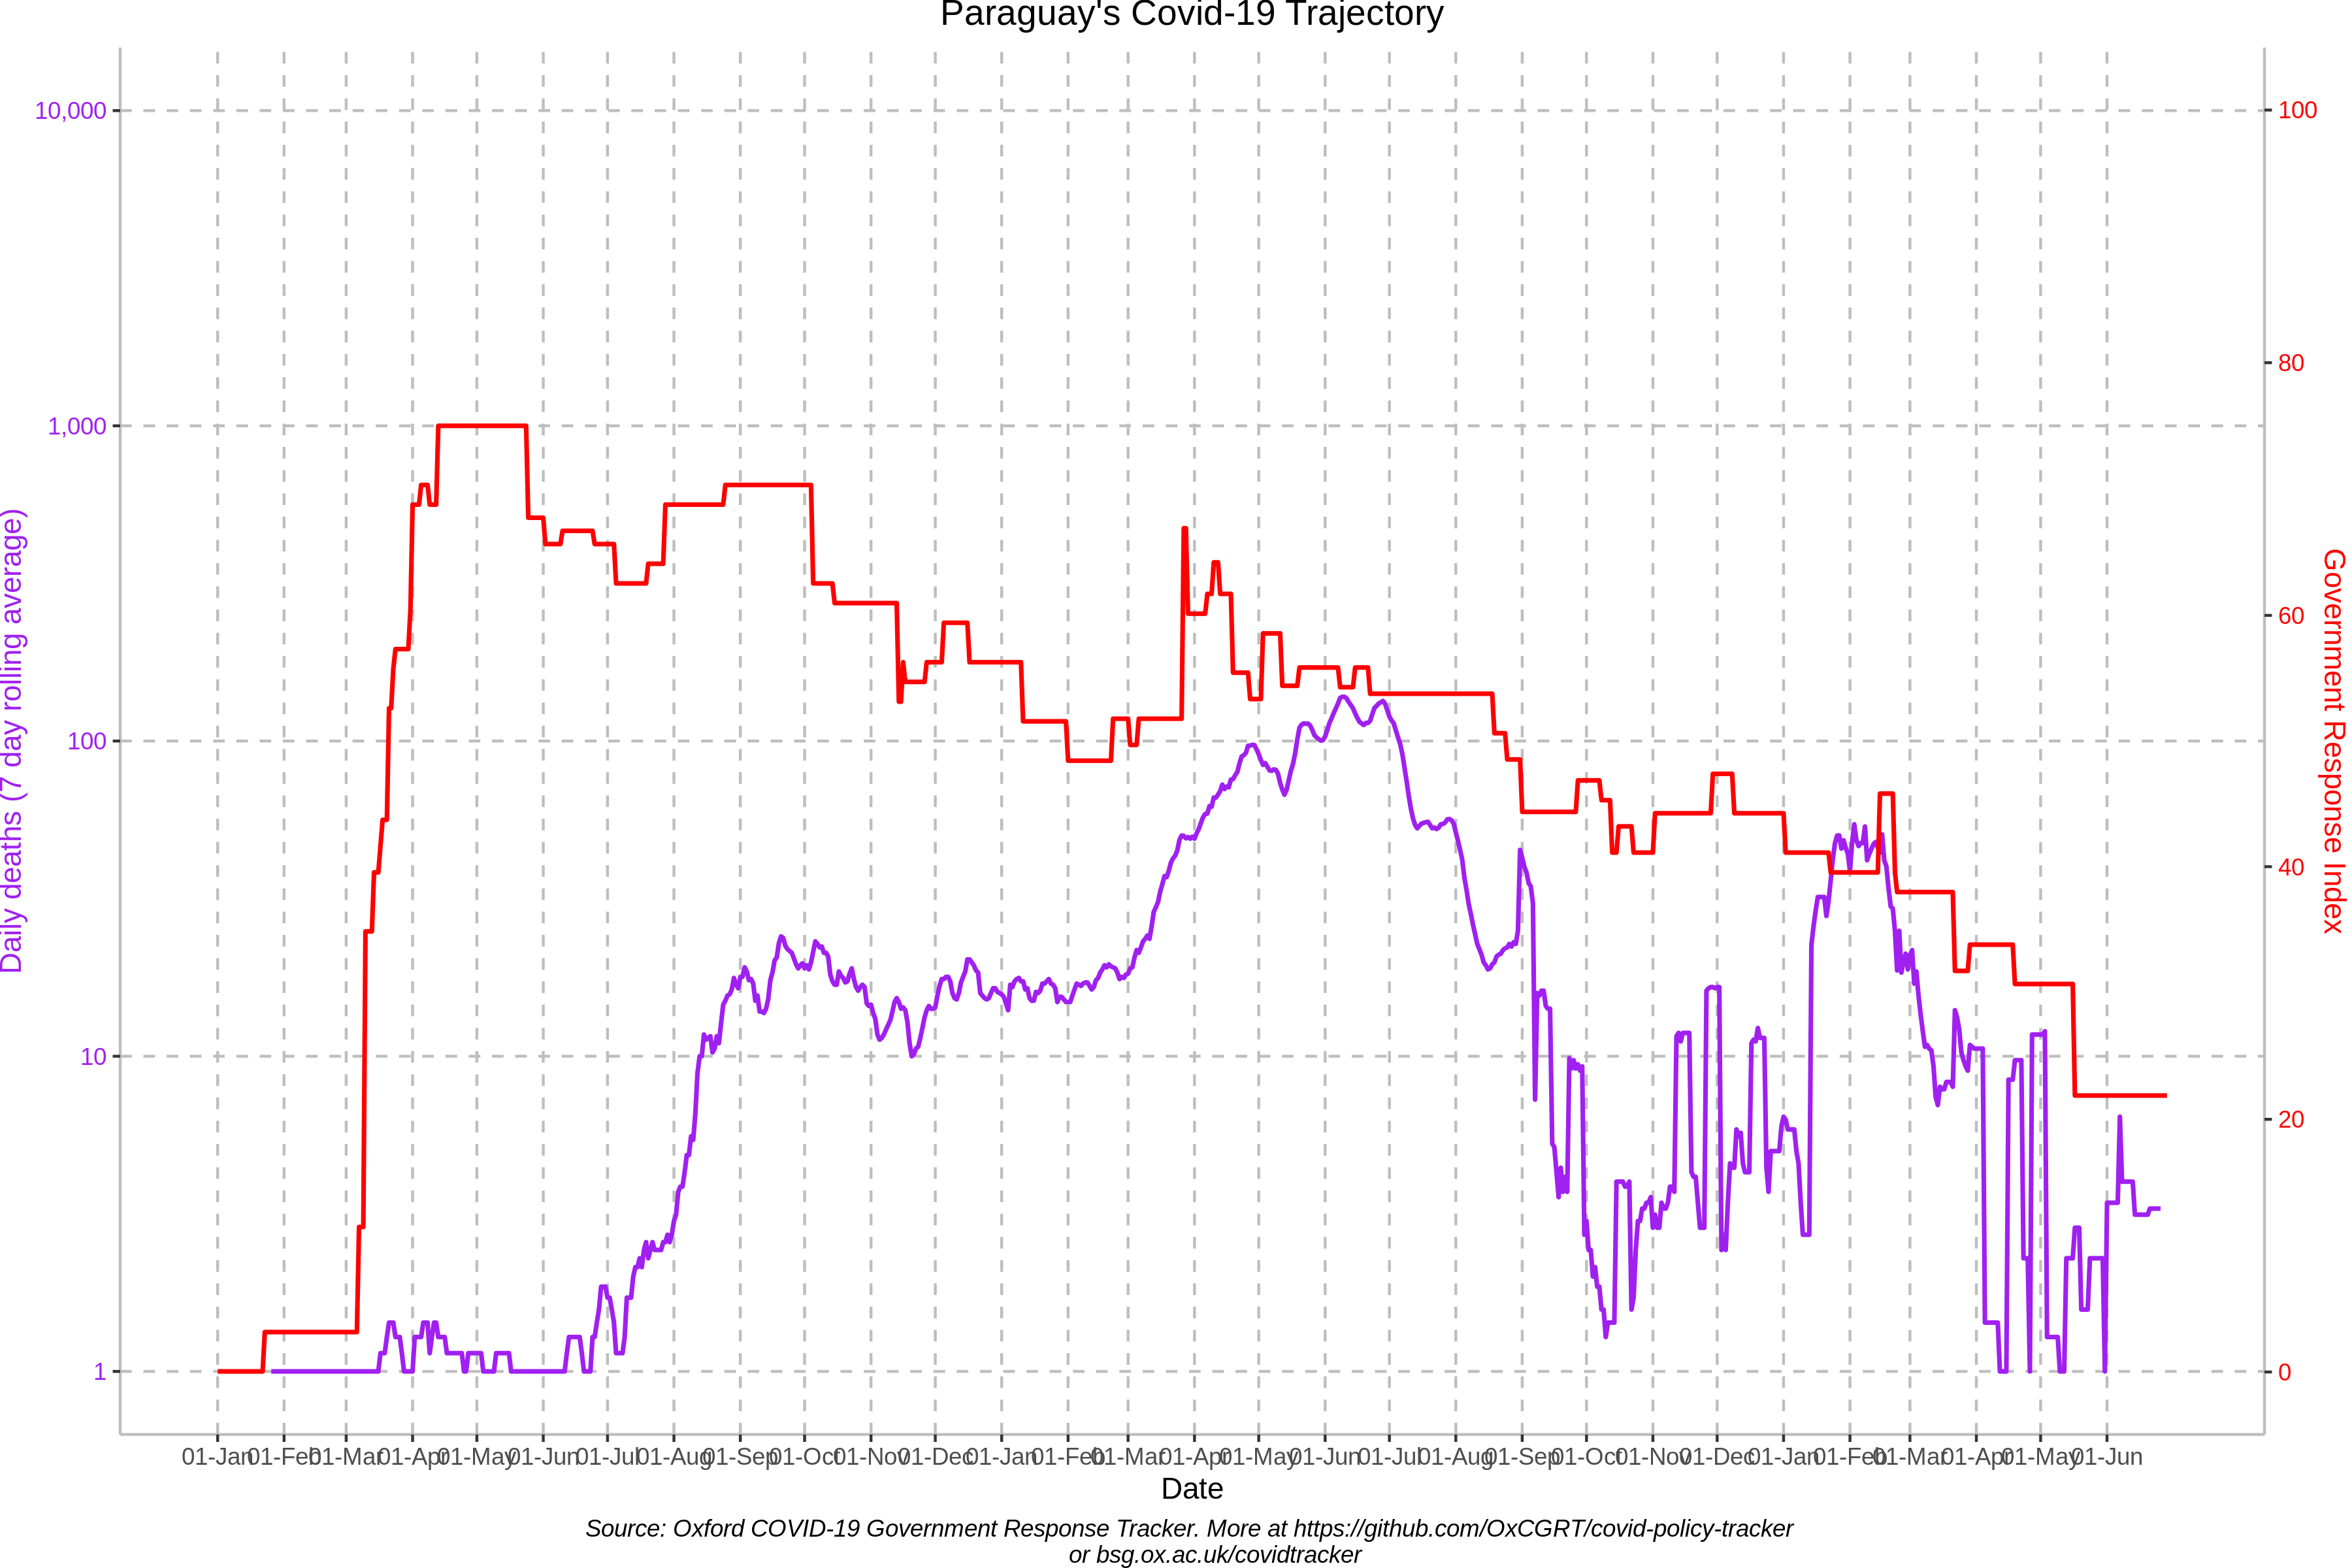 Paraguay's Covid-19 Trajectory
10,000
1,000
100
10
1
Daily deaths (7 day rolling average)
100
80
60
40
20
0
Government Response Index
01-Jan 01-Feb 01-Mar 01-Apr 01-May 01-Jun 01-Jul 01-Aug 01-Sep 01-Oct 01-Nov 01-Dec 01-Jan 01-Feb 01-Mar 01-Apr 01-May 01-Jun 01-Jul 01-Aug 01-Sep 01-Oct 01-Nov 01-Dec 01-Jan 01-Feb 01-Mar 01-Apr 01-May 01-Jun
Date
Source: Oxford COVID-19 Government Response Tracker. More at https://github.com/OxCGRT/covid-policy-tracker
or bsg.ox.ac.uk/covidtracker